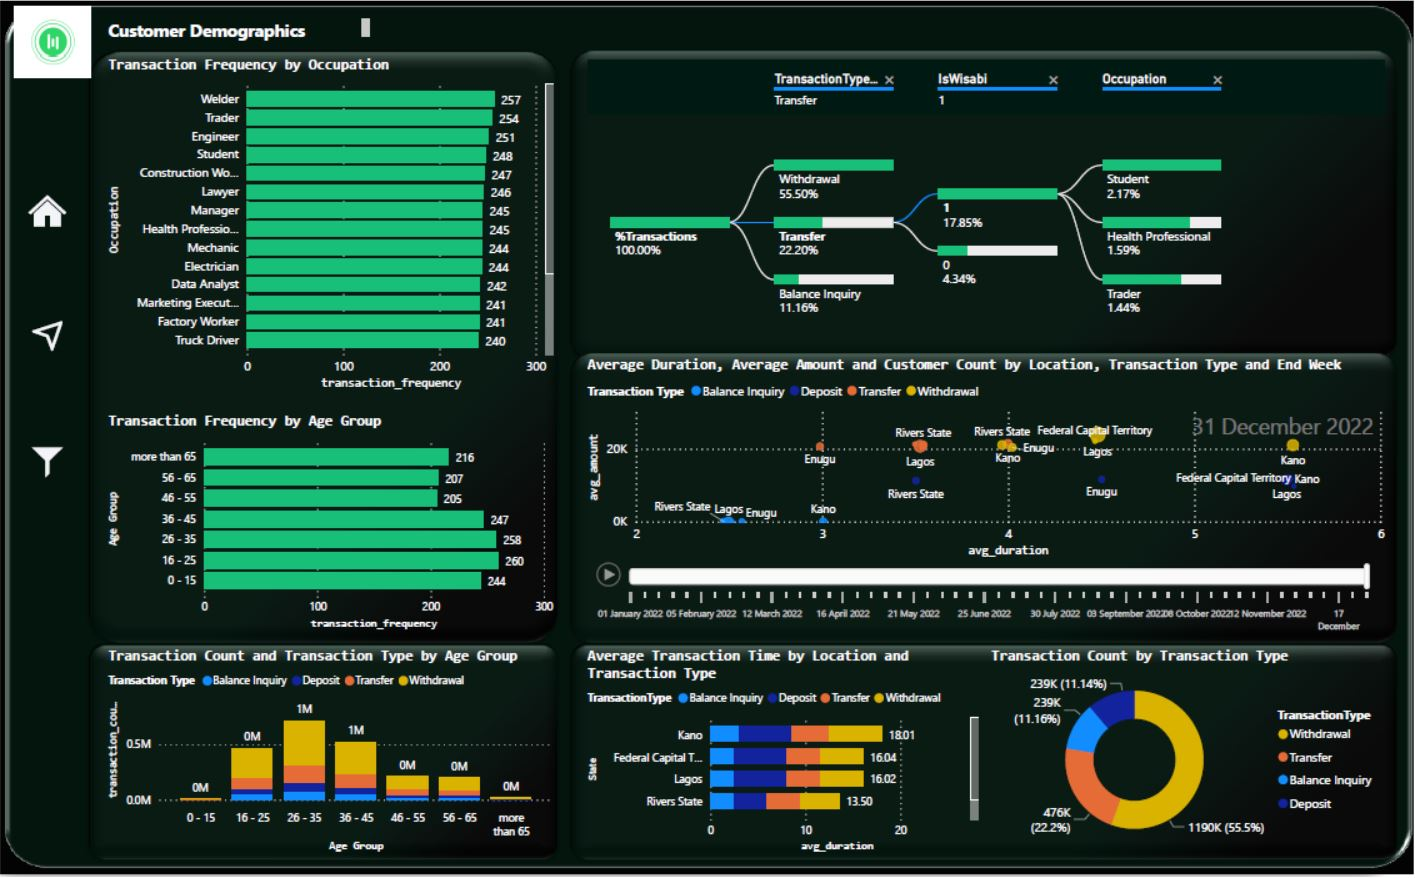 Customer Demographics
Transaction Frequency by Occupation
Occupation
Welder 257
Trader 254
Engineer 251
Student 248
Construction Wo... 247
Lawyer 246
Manager 245
Health Professio... 245
Mechanic 244
Electrician 244
Data Analyst 242
Marketing Execut... 241
Factory Worker 241
Truck Driver 240
0 100 200 300
transaction_frequency
Transaction Frequency by Age Group
Age Group
more than 65 216
56 - 65 207
46 - 55 205
36 - 45 247
26 - 35 258
16 - 25 260
0 - 15 244
0 100 200 300
transaction_frequency
Transaction Count and Transaction Type by Age Group
Transaction Type Balance Inquiry Deposit Transfer Withdrawal
transaction_cou...
0.5M
0.0M
0M 0M 1M 1M 0M 0M 0M
0 - 15 16 - 25 26 - 35 36 - 45 46 - 55 56 - 65 more
than 65
Age Group
TransactionType... × IsWisabi × Occupation ×
Transfer 1
%Transactions
100.00%
Withdrawal
55.50%
Transfer
22.20%
Balance Inquiry
11.16%
1
17.85%
0
4.34%
Student
2.17%
Health Professional
1.59%
Trader
1.44%
Average Duration, Average Amount and Customer Count by Location, Transaction Type and End Week
Transaction Type Balance Inquiry Deposit Transfer Withdrawal
31 December 2022
avg_amount
20K
0K
Rivers State Rivers State Federal Capital Territory
Enugu Lagos Kano Enugu Lagos Kano
Rivers State Enugu Federal Capital Territory Kano
Lagos
Rivers State Lagos Enugu Kano
2 3 4 5 6
avg_duration
01 January 2022 05 February 2022 12 March 2022 16 April 2022 21 May 2022 25 June 2022 30 July 2022 03 September 2022 08 October 2022 12 November 2022 17
December
Average Transaction Time by Location and
Transaction Type
TransactionType Balance Inquiry Deposit Transfer Withdrawal
State
Kano 18.01
Federal Capital T... 16.04
Lagos 16.02
Rivers State 13.50
0 10 20
avg_duration
Transaction Count by Transaction Type
239K (11.14%)
239K
(11.16%)
476K
(22.2%)
1190K (55.5%)
TransactionType
Withdrawal
Transfer
Balance Inquiry
Deposit